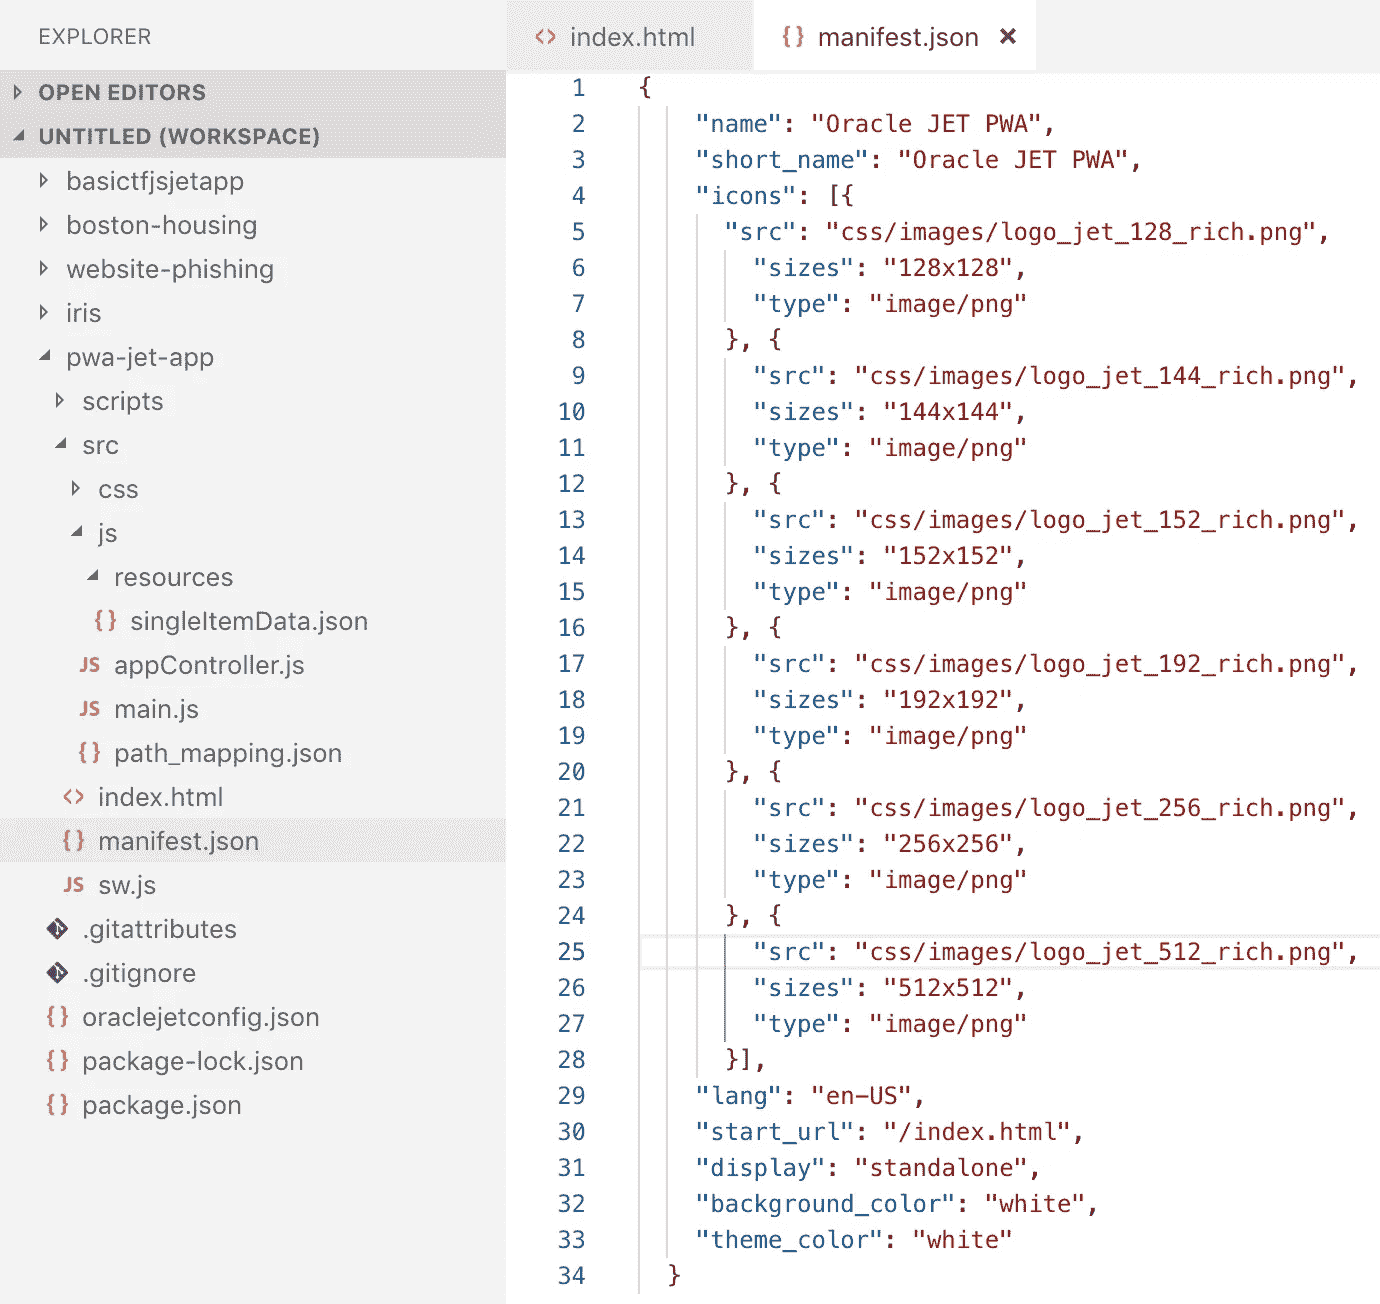 EXPLORER
OPEN EDITORS
UNTITLED (WORKSPACE)
basictfjsjetapp
boston-housing
website-phishing
iris
pwa-jet-app
scripts
src
css
js
resources
{} singleItemData.json
JS appController.js
JS main.js
{} path_mapping.json
<> index.html
{} manifest.json
JS sw.js
.gitattributes
.gitignore
{} oraclejetconfig.json
{} package-lock.json
{} package.json
<> index.html
{} manifest.json ×
1 {
2 "name": "Oracle JET PWA",
3 "short_name": "Oracle JET PWA",
4 "icons": [{
5 "src": "css/images/logo_jet_128_rich.png",
6 "sizes": "128x128",
7 "type": "image/png"
8 }, {
9 "src": "css/images/logo_jet_144_rich.png",
10 "sizes": "144x144",
11 "type": "image/png"
12 }, {
13 "src": "css/images/logo_jet_152_rich.png",
14 "sizes": "152x152",
15 "type": "image/png"
16 }, {
17 "src": "css/images/logo_jet_192_rich.png",
18 "sizes": "192x192",
19 "type": "image/png"
20 }, {
21 "src": "css/images/logo_jet_256_rich.png",
22 "sizes": "256x256",
23 "type": "image/png"
24 }, {
25 "src": "css/images/logo_jet_512_rich.png",
26 "sizes": "512x512",
27 "type": "image/png"
28 }],
29 "lang": "en-US",
30 "start_url": "/index.html",
31 "display": "standalone",
32 "background_color": "white",
33 "theme_color": "white"
34 }